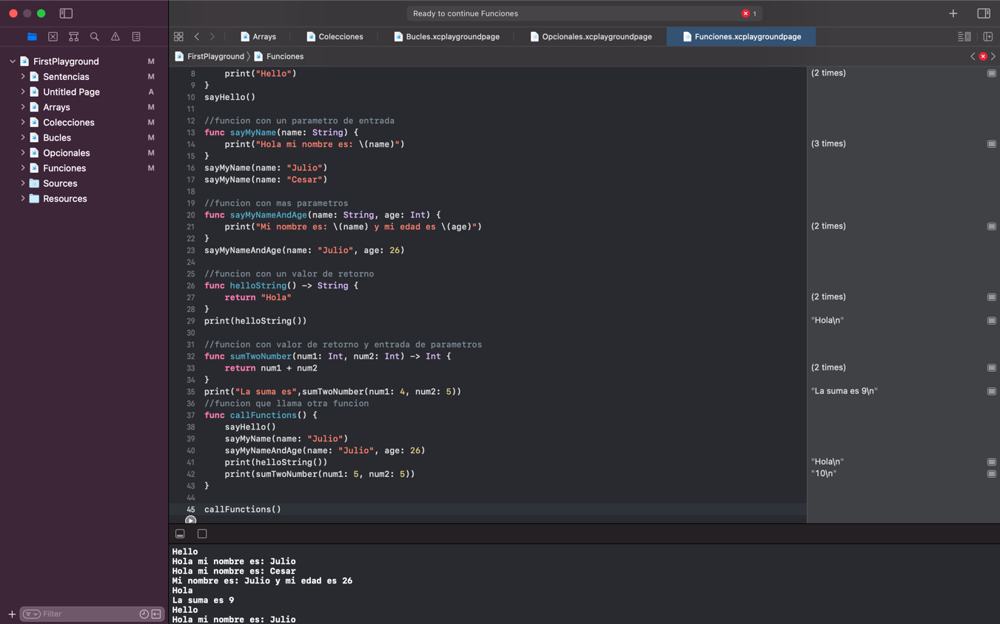 Ready to continue Funciones
1
Arrays
Colecciones
Bucles.xcplaygroundpage
Opcionales.xcplaygroundpage
Funciones.xcplaygroundpage
FirstPlayground
Funciones
FirstPlayground M
Sentencias M
Untitled Page A
Arrays M
Colecciones M
Bucles M
Opcionales M
Funciones M
Sources
Resources
Filter
8 print("Hello")
9 }
10 sayHello()
11
12 //funcion con un parametro de entrada
13 func sayMyName(name: String) {
14 print("Hola mi nombre es: \(name)")
15 }
16 sayMyName(name: "Julio")
17 sayMyName(name: "Cesar")
18
19 //funcion con mas parametros
20 func sayMyNameAndAge(name: String, age: Int) {
21 print("Mi nombre es: \(name) y mi edad es \(age)")
22 }
23 sayMyNameAndAge(name: "Julio", age: 26)
24
25 //funcion con un valor de retorno
26 func helloString() -> String {
27 return "Hola"
28 }
29 print(helloString())
30
31 //funcion con valor de retorno y entrada de parametros
32 func sumTwoNumber(num1: Int, num2: Int) -> Int {
33 return num1 + num2
34 }
35 print("La suma es",sumTwoNumber(num1: 4, num2: 5))
36 //funcion que llama otra funcion
37 func callFunctions() {
38 sayHello()
39 sayMyName(name: "Julio")
40 sayMyNameAndAge(name: "Julio", age: 26)
41 print(helloString())
42 print(sumTwoNumber(num1: 5, num2: 5))
43 }
44
45 callFunctions()
(2 times)
(3 times)
(2 times)
(2 times)
"Hola\n"
(2 times)
"La suma es 9\n"
"Hola\n"
"10\n"
Hello
Hola mi nombre es: Julio
Hola mi nombre es: Cesar
Mi nombre es: Julio y mi edad es 26
Hola
La suma es 9
Hello
Hola mi nombre es: Julio